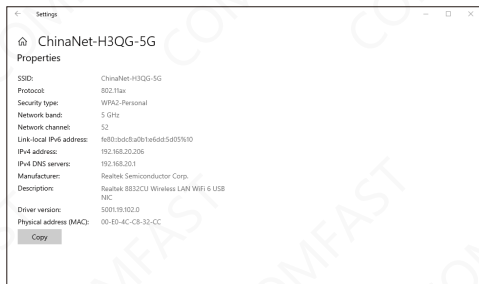 Settings
ChinaNet-H3QG-5G
Properties
SSID: ChinaNet-H3QG-5G
Protocol: 802.11ax
Security type: WPA2-Personal
Network band: 5 GHz
Network channel: 52
Link-local IPv6 address: fe80::bdc8:a0b1:e6dd:5d05%10
IPv4 address: 192.168.20.206
IPv4 DNS servers: 192.168.20.1
Manufacturer: Realtek Semiconductor Corp.
Description: Realtek 8832CU Wireless LAN WiFi 6 USB
NIC
Driver version: 5001.19.102.0
Physical address (MAC): 00-E0-4C-C8-32-CC
Copy
COMFAST